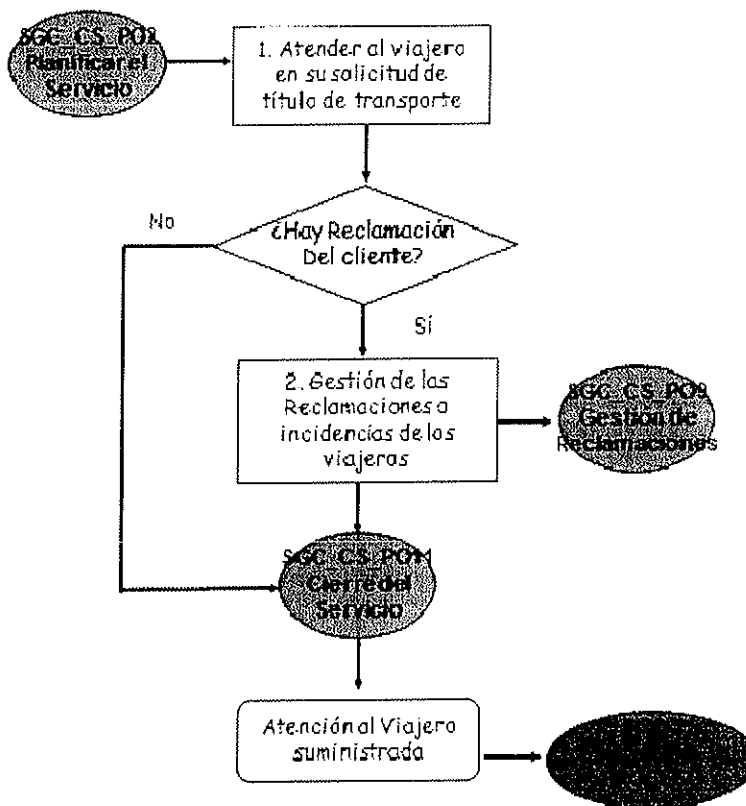 SGC_CS_PO2
Planificar el
Servicio
1. Atender al viajero
en su solicitud de
título de transporte
No
¿Hay Reclamación
Del cliente?
Sí
2. Gestión de las
Reclamaciones o
incidencias de los
viajeros
SGC_CS_PO9
Gestión de
Reclamaciones
SGC_CS_PO11
Cierre del
Servicio
Atención al Viajero
suministrada